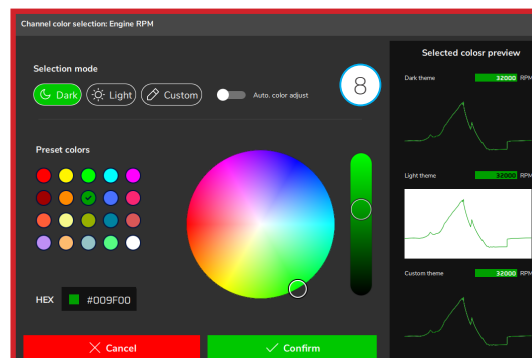 Channel color selection: Engine RPM
Selection mode
Dark
Light
Custom
Auto. color adjust
8
Preset colors
HEX
#009F00
Cancel
Confirm
Selected colosr preview
Dark theme
32000 RPM
Light theme
32000 RPM
Custom theme
32000 RPM